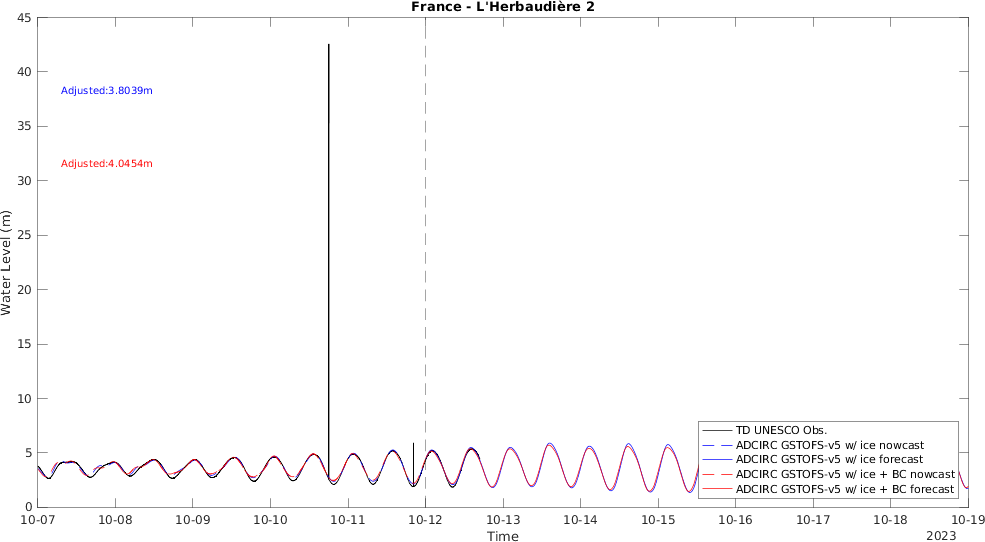 France - L'Herbaudière 2
45
40
35
30
25
20
15
10
5
0
Water Level (m)
Adjusted:3.8039m
Adjusted:4.0454m
TD UNESCO Obs.
ADCIRC GSTOFS-v5 w/ ice nowcast
ADCIRC GSTOFS-v5 w/ ice forecast
ADCIRC GSTOFS-v5 w/ ice + BC nowcast
ADCIRC GSTOFS-v5 w/ ice + BC forecast
10-07 10-08 10-09 10-10 10-11 10-12 10-13 10-14 10-15 10-16 10-17 10-18 10-19
Time
2023